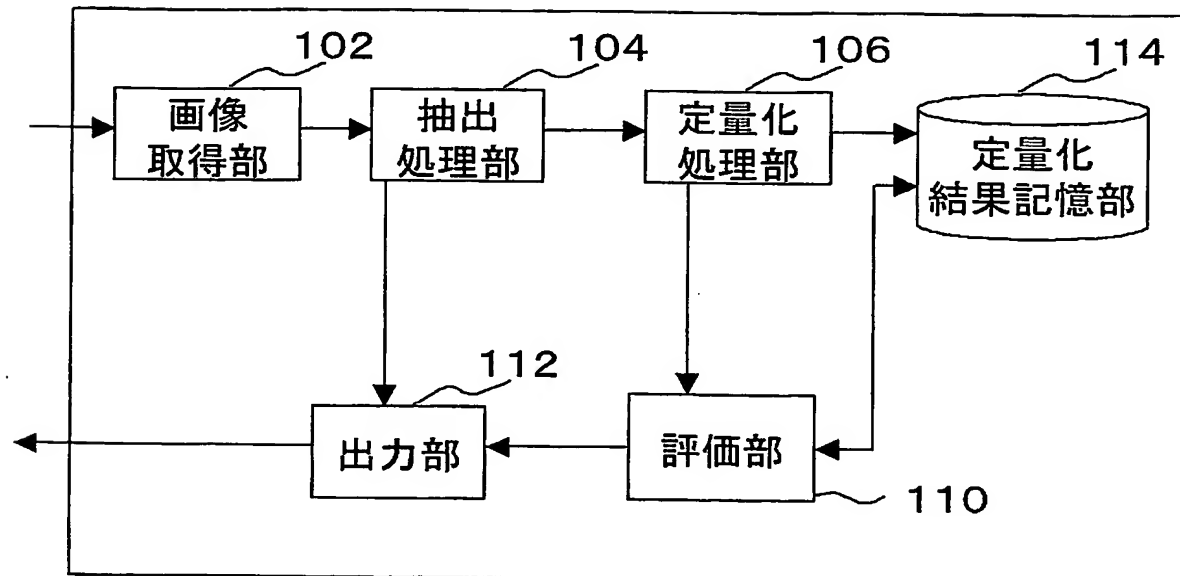 102
104
106
114
画像
取得部
抽出
処理部
定量化
処理部
定量化
結果記憶部
112
出力部
評価部
110